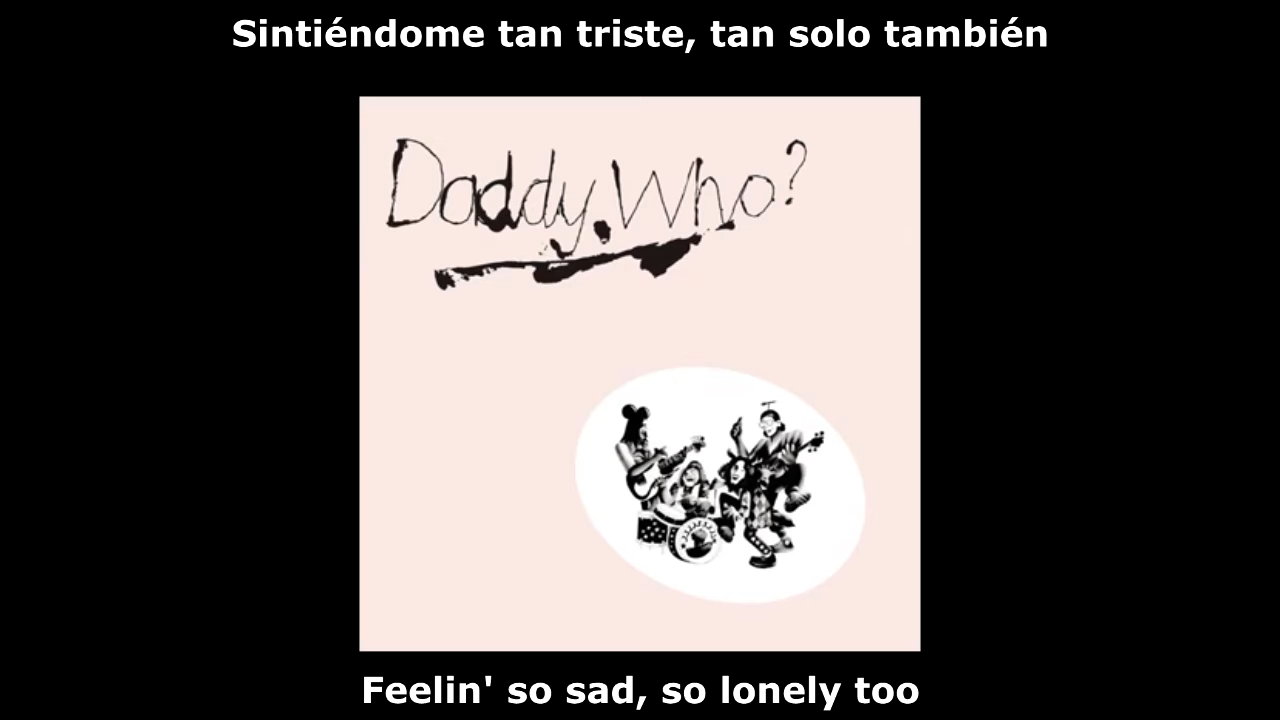 Sintiéndome tan triste, tan solo también
Daddy Who?
Feelin' so sad, so lonely too